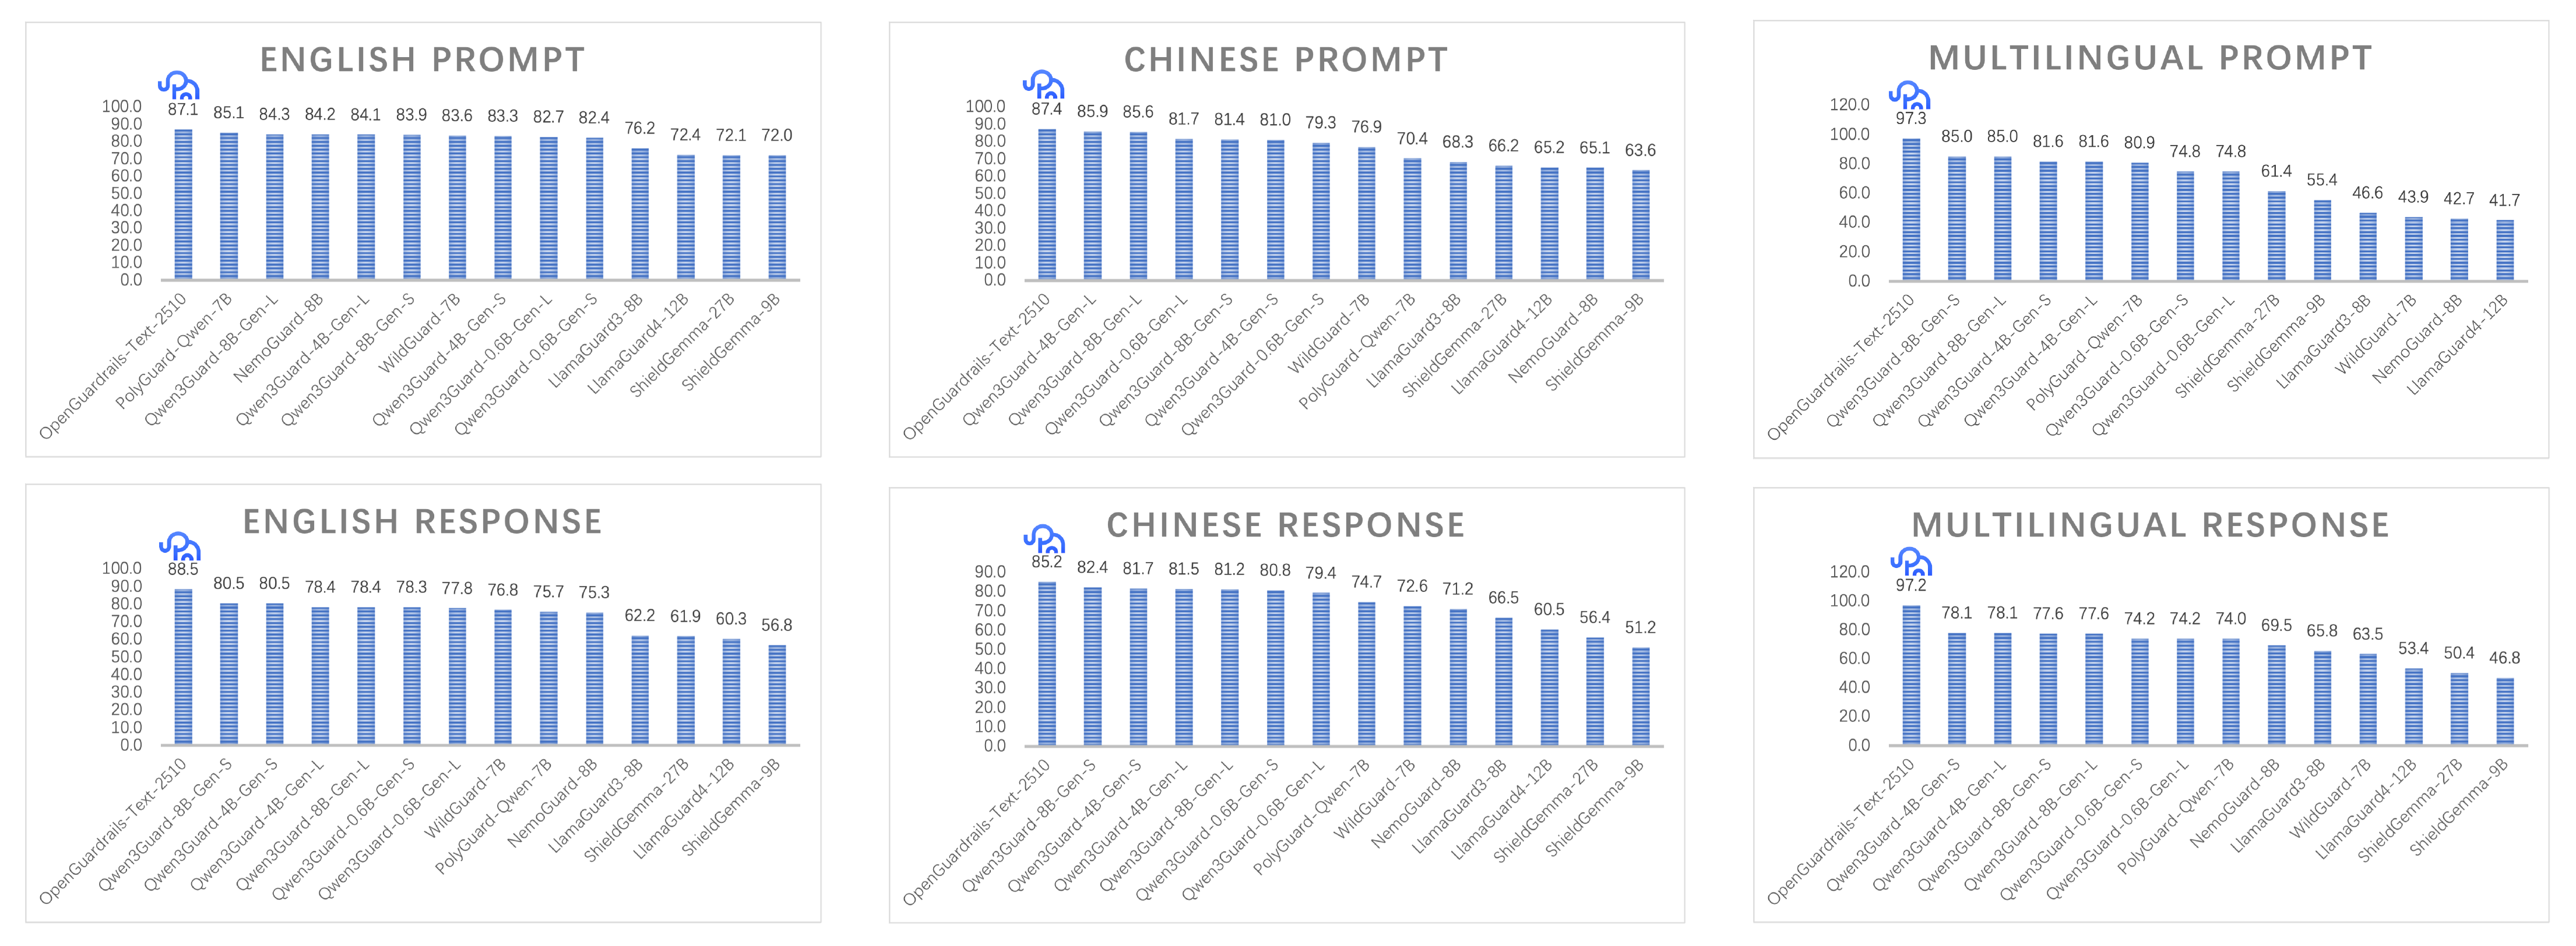 ENGLISH PROMPT
100.0
90.0
80.0
70.0
60.0
50.0
40.0
30.0
20.0
10.0
0.0
87.1 85.1 84.3 84.2 84.1 83.9 83.6 83.3 82.7 82.4 76.2 72.4 72.1 72.0
OpenGuardrails-Text-2510
PolyGuard-Qwen-7B
Qwen3Guard-8B-Gen-L
NemoGuard-8B
Qwen3Guard-4B-Gen-L
Qwen3Guard-8B-Gen-S
WildGuard-7B
Qwen3Guard-4B-Gen-S
Qwen3Guard-0.6B-Gen-L
Qwen3Guard-0.6B-Gen-S
LlamaGuard3-8B
LlamaGuard4-12B
ShieldGemma-27B
ShieldGemma-9B
CHINESE PROMPT
100.0
90.0
80.0
70.0
60.0
50.0
40.0
30.0
20.0
10.0
0.0
87.4 85.9 85.6 81.7 81.4 81.0 79.3 76.9 70.4 68.3 66.2 65.2 65.1 63.6
OpenGuardrails-Text-2510
Qwen3Guard-4B-Gen-L
Qwen3Guard-8B-Gen-L
Qwen3Guard-0.6B-Gen-L
Qwen3Guard-8B-Gen-S
Qwen3Guard-4B-Gen-S
Qwen3Guard-0.6B-Gen-S
WildGuard-7B
PolyGuard-Qwen-7B
LlamaGuard3-8B
ShieldGemma-27B
LlamaGuard4-12B
NemoGuard-8B
ShieldGemma-9B
MULTILINGUAL PROMPT
120.0
100.0
80.0
60.0
40.0
20.0
0.0
97.3 85.0 85.0 81.6 81.6 80.9 74.8 74.8 61.4 55.4 46.6 43.9 42.7 41.7
OpenGuardrails-Text-2510
Qwen3Guard-8B-Gen-S
Qwen3Guard-8B-Gen-L
Qwen3Guard-4B-Gen-S
Qwen3Guard-4B-Gen-L
PolyGuard-Qwen-7B
Qwen3Guard-0.6B-Gen-S
Qwen3Guard-0.6B-Gen-L
ShieldGemma-27B
ShieldGemma-9B
LlamaGuard3-8B
WildGuard-7B
NemoGuard-8B
LlamaGuard4-12B
ENGLISH RESPONSE
100.0
90.0
80.0
70.0
60.0
50.0
40.0
30.0
20.0
10.0
0.0
88.5 80.5 80.5 78.4 78.4 78.3 77.8 76.8 75.7 75.3 62.2 61.9 60.3 56.8
OpenGuardrails-Text-2510
Qwen3Guard-8B-Gen-S
Qwen3Guard-4B-Gen-S
Qwen3Guard-4B-Gen-L
Qwen3Guard-8B-Gen-L
Qwen3Guard-0.6B-Gen-S
Qwen3Guard-0.6B-Gen-L
WildGuard-7B
PolyGuard-Qwen-7B
NemoGuard-8B
LlamaGuard3-8B
ShieldGemma-27B
LlamaGuard4-12B
ShieldGemma-9B
CHINESE RESPONSE
90.0
80.0
70.0
60.0
50.0
40.0
30.0
20.0
10.0
0.0
85.2 82.4 81.7 81.5 81.2 80.8 79.4 74.7 72.6 71.2 66.5 60.5 56.4 51.2
OpenGuardrails-Text-2510
Qwen3Guard-8B-Gen-S
Qwen3Guard-4B-Gen-S
Qwen3Guard-4B-Gen-L
Qwen3Guard-8B-Gen-L
Qwen3Guard-0.6B-Gen-S
Qwen3Guard-0.6B-Gen-L
PolyGuard-Qwen-7B
WildGuard-7B
NemoGuard-8B
LlamaGuard3-8B
LlamaGuard4-12B
ShieldGemma-27B
ShieldGemma-9B
MULTILINGUAL RESPONSE
120.0
100.0
80.0
60.0
40.0
20.0
0.0
97.2 78.1 78.1 77.6 77.6 74.2 74.2 74.0 69.5 65.8 63.5 53.4 50.4 46.8
OpenGuardrails-Text-2510
Qwen3Guard-4B-Gen-S
Qwen3Guard-4B-Gen-L
Qwen3Guard-8B-Gen-S
Qwen3Guard-8B-Gen-L
Qwen3Guard-0.6B-Gen-S
Qwen3Guard-0.6B-Gen-L
PolyGuard-Qwen-7B
NemoGuard-8B
LlamaGuard3-8B
WildGuard-7B
LlamaGuard4-12B
ShieldGemma-27B
ShieldGemma-9B